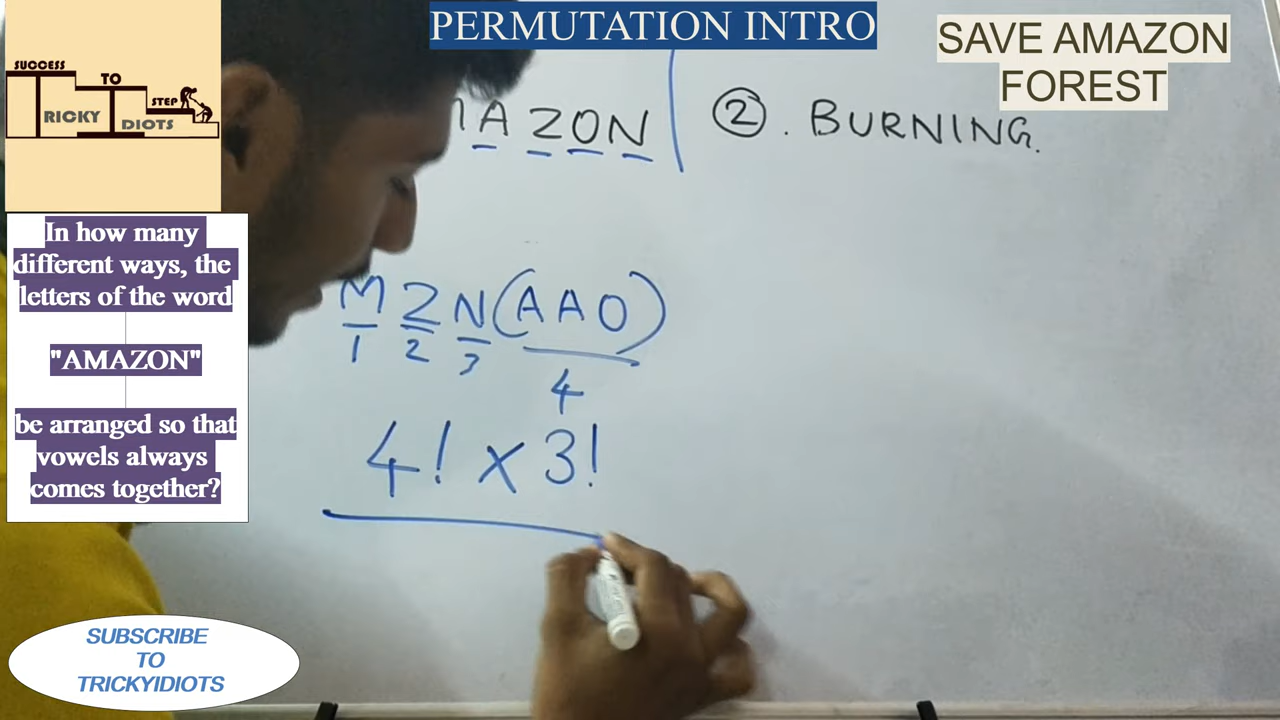 PERMUTATION INTRO
SAVE AMAZON
FOREST
SUCCESS
TO
STEP
TRICKY
IDIOTS
AZON
2. BURNING.
In how many
different ways, the
letters of the word
"AMAZON"
be arranged so that
vowels always
comes together?
M Z N (AAO)
1 2 3
4
4! x 3!
SUBSCRIBE
TO
TRICKYIDIOTS